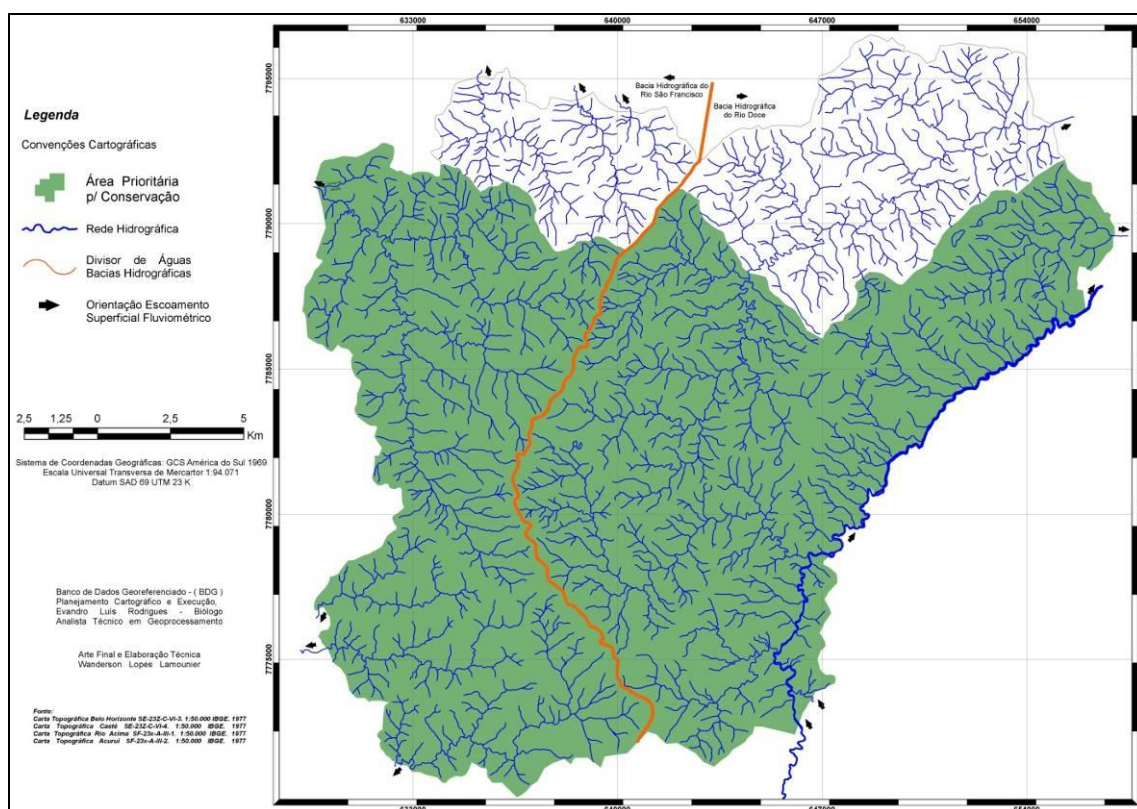 633000
640000
647000
654000
7795000
7790000
7785000
7780000
7775000
Bacia Hidrográfica do
Rio São Francisco
Bacia Hidrográfica
do Rio Doce
Legenda
Convenções Cartográficas
Área Prioritária
p/ Conservação
Rede Hidrográfica
Divisor de Águas
Bacias Hidrográficas
Orientação Escoamento
Superficial Fluviométrico
2,5 1,25 0 2,5 5
Km
Sistema de Coordenadas Geográficas: GCS América do Sul 1969
Escala Universal Transversa de Mercartor 1:94.071
Datum SAD 69 UTM 23 K
Banco de Dados Georeferenciado - ( BDG )
Planejamento Cartográfico e Execução,
Evandro Luís Rodrigues - Biólogo
Analista Técnico em Geoprocessamento
Arte Final e Elaboração Técnica
Wanderson Lopes Lamounier
Fonte:
Carta Topográfica Belo Horizonte SE-23Z-C-VI-3. 1:50.000 IBGE. 1977
Carta Topográfica Caeté SE-23Z-C-VI-4. 1:50.000 IBGE. 1977
Carta Topográfica Rio Acima SF-23x-A-III-1. 1:50.000 IBGE. 1977
Carta Topográfica Acuruí SF-23x-A-III-2. 1:50.000 IBGE. 1977
633000
640000
647000
654000